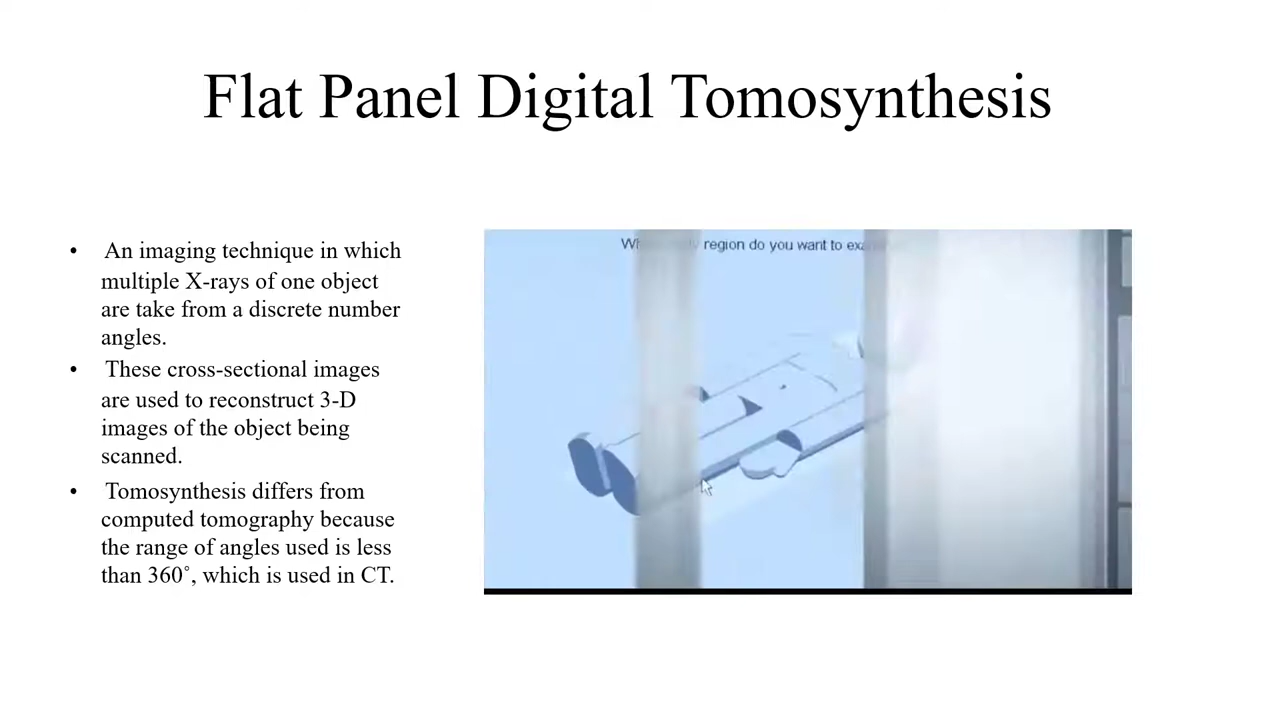 Flat Panel Digital Tomosynthesis
• An imaging technique in which
multiple X-rays of one object
are take from a discrete number
angles.
• These cross-sectional images
are used to reconstruct 3-D
images of the object being
scanned.
• Tomosynthesis differs from
computed tomography because
the range of angles used is less
than 360˚, which is used in CT.
region do you want to